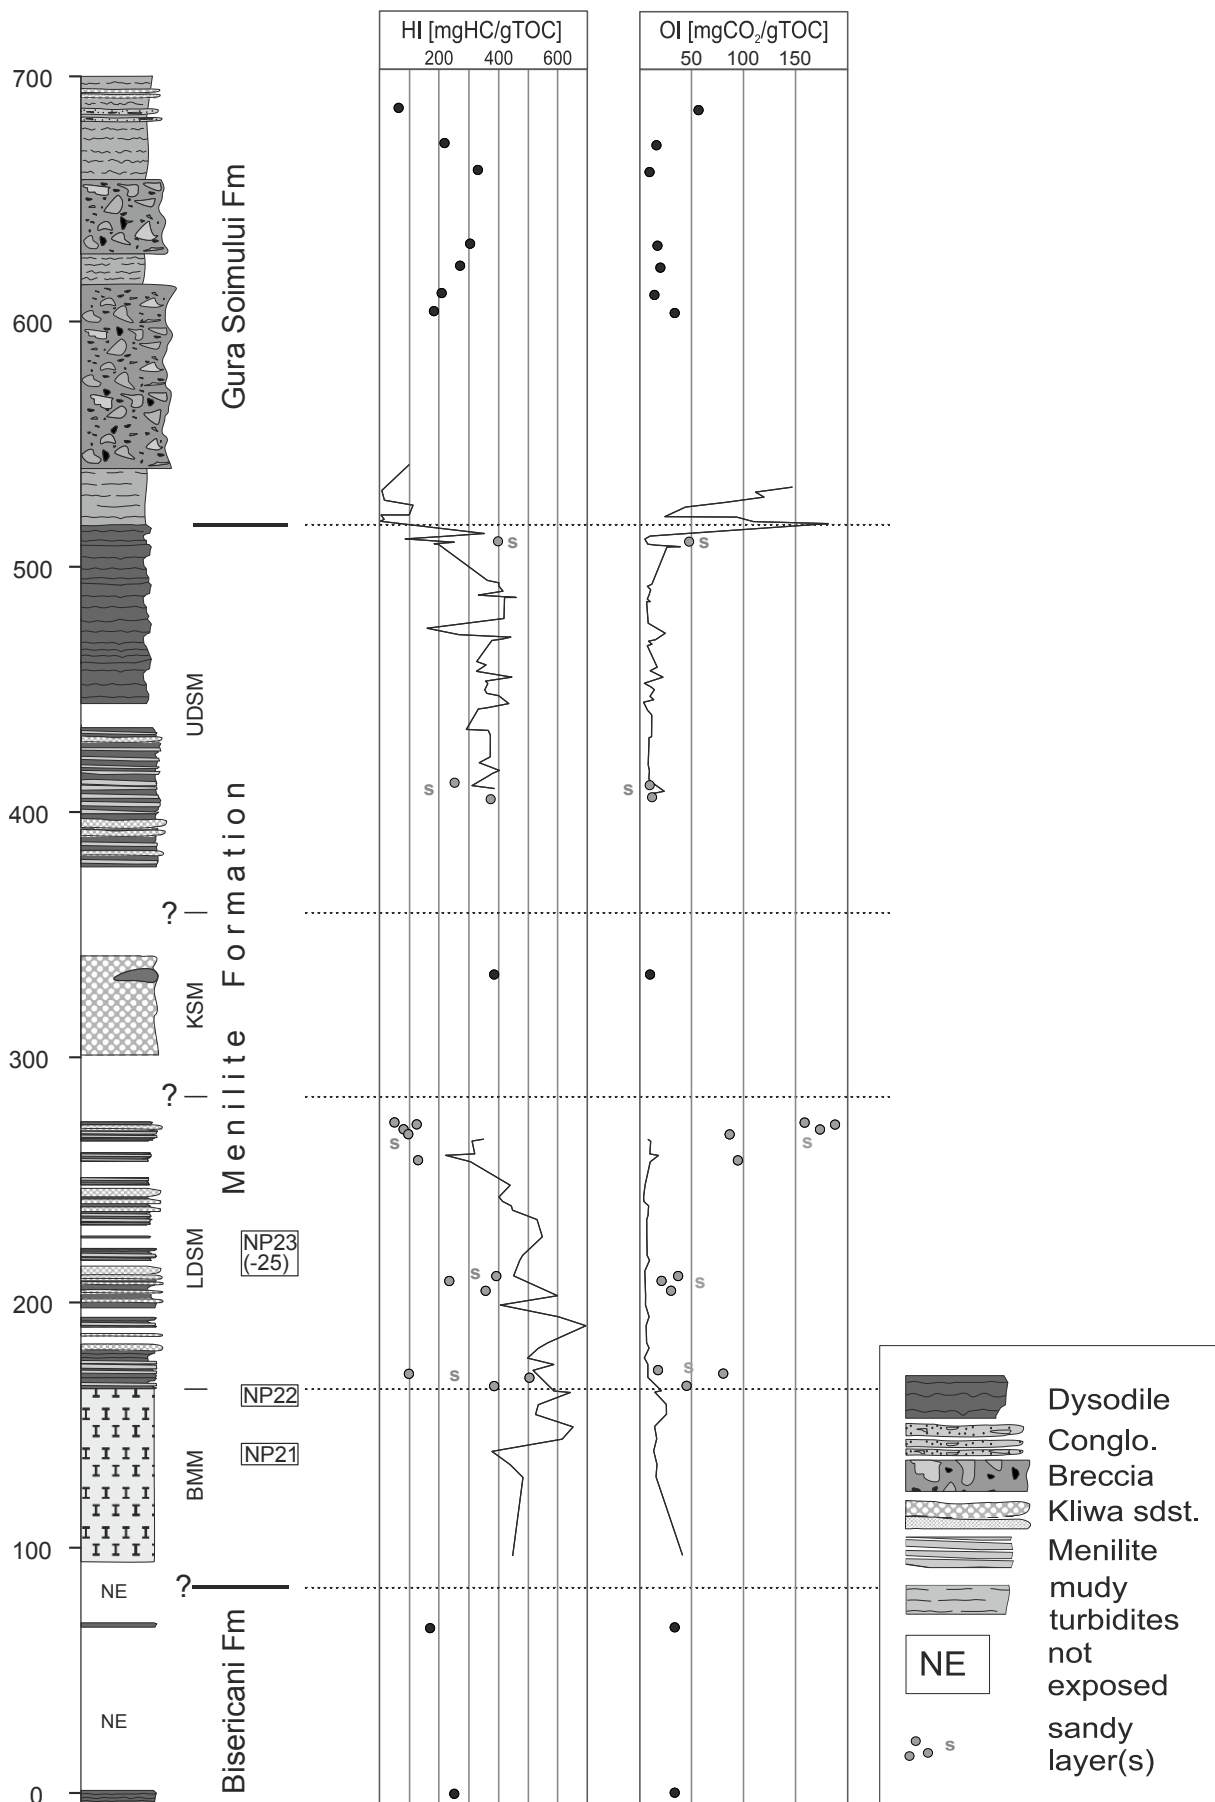 HI [mgHC/gTOC]
200 400 600
OI [mgCO₂/gTOC]
50 100 150
700
600
500
400
300
200
100
0
Gura Soimului Fm
Menilite Formation
Bisericani Fm
UDSM
KSM
LDSM
BMM
?
?
?
NP23
(-25)
NP22
NP21
NE
NE
s
s
s
s
s
s
s
s
s
s
Dysodile
Conglo.
Breccia
Kliwa sdst.
Menilite
mudy
turbidites
NE
not
exposed
s
sandy
layer(s)